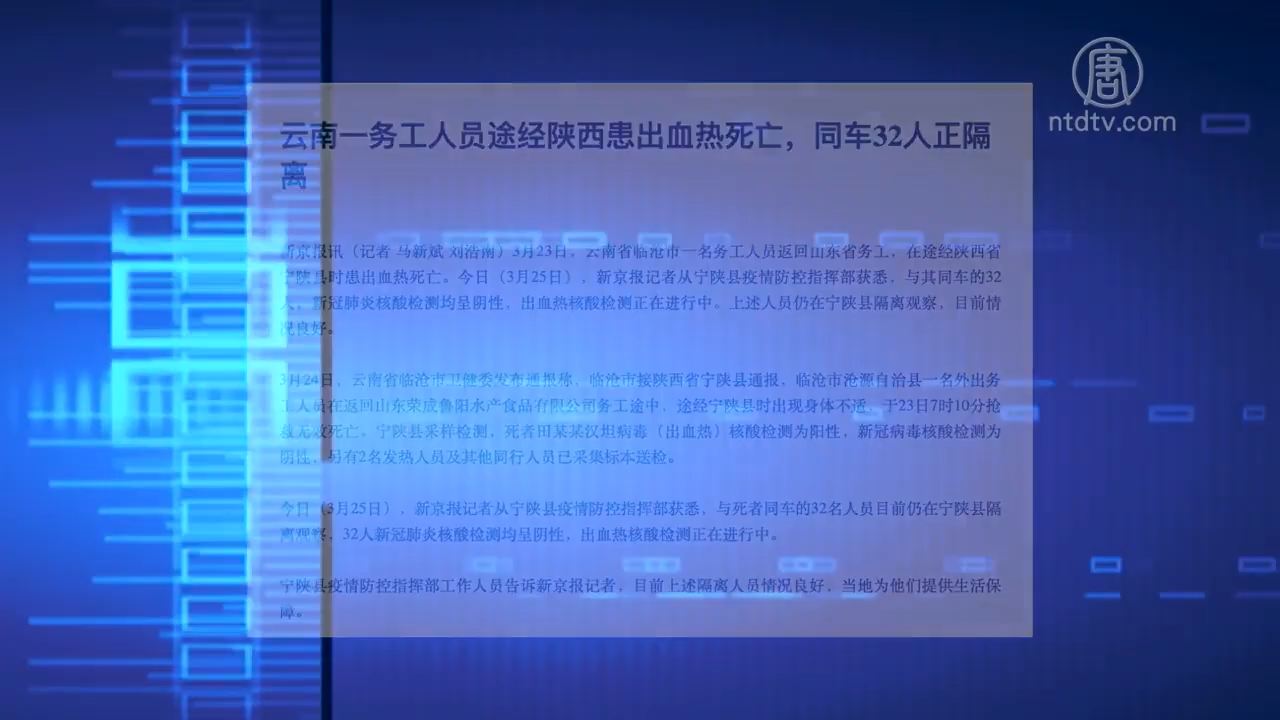 唐
ntdtv.com
云南一务工人员途经陕西患出血热死亡，同车32人正隔
离
新京报讯（记者 马新斌 刘浩南）3月23日，云南省临沧市一名务工人员返回山东省务工，在途经陕西省
宁陕县时患出血热死亡。今日（3月25日），新京报记者从宁陕县疫情防控指挥部获悉，与其同车的32
人，新冠肺炎核酸检测均呈阴性，出血热核酸检测正在进行中。上述人员仍在宁陕县隔离观察，目前情
况良好。
3月24日，云南省临沧市卫健委发布通报称，临沧市接陕西省宁陕县通报，临沧市沧源自治县一名外出务
工人员在返回山东荣成鲁阳水产食品有限公司务工途中，途经宁陕县时出现身体不适，于23日7时10分抢
救无效死亡。宁陕县采样检测，死者田某某汉坦病毒（出血热）核酸检测为阳性，新冠病毒核酸检测为
阴性，另有2名发热人员及其他同行人员已采集标本送检。
今日（3月25日），新京报记者从宁陕县疫情防控指挥部获悉，与死者同车的32名人员目前仍在宁陕县隔
离观察，32人新冠肺炎核酸检测均呈阴性，出血热核酸检测正在进行中。
宁陕县疫情防控指挥部工作人员告诉新京报记者，目前上述隔离人员情况良好，当地为他们提供生活保
障。